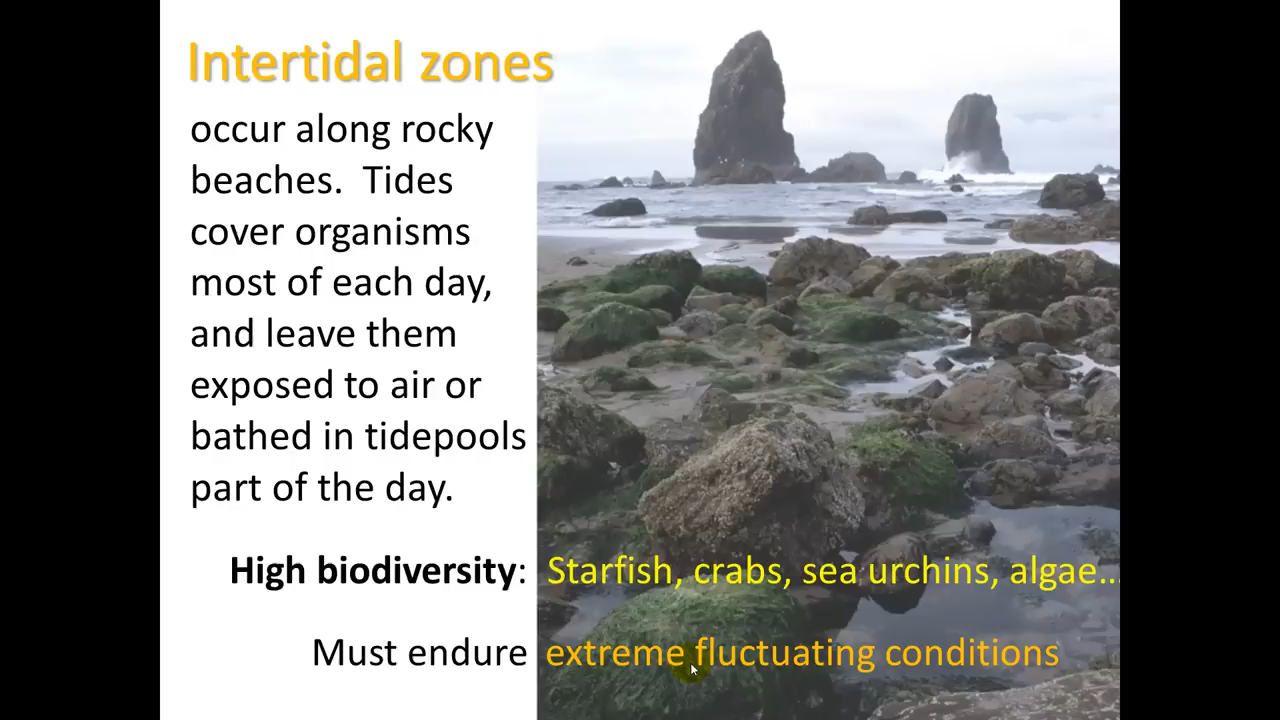 Intertidal zones
occur along rocky
beaches.  Tides
cover organisms
most of each day,
and leave them
exposed to air or
bathed in tidepools
part of the day.
High biodiversity: Starfish, crabs, sea urchins, algae...
Must endure extreme fluctuating conditions